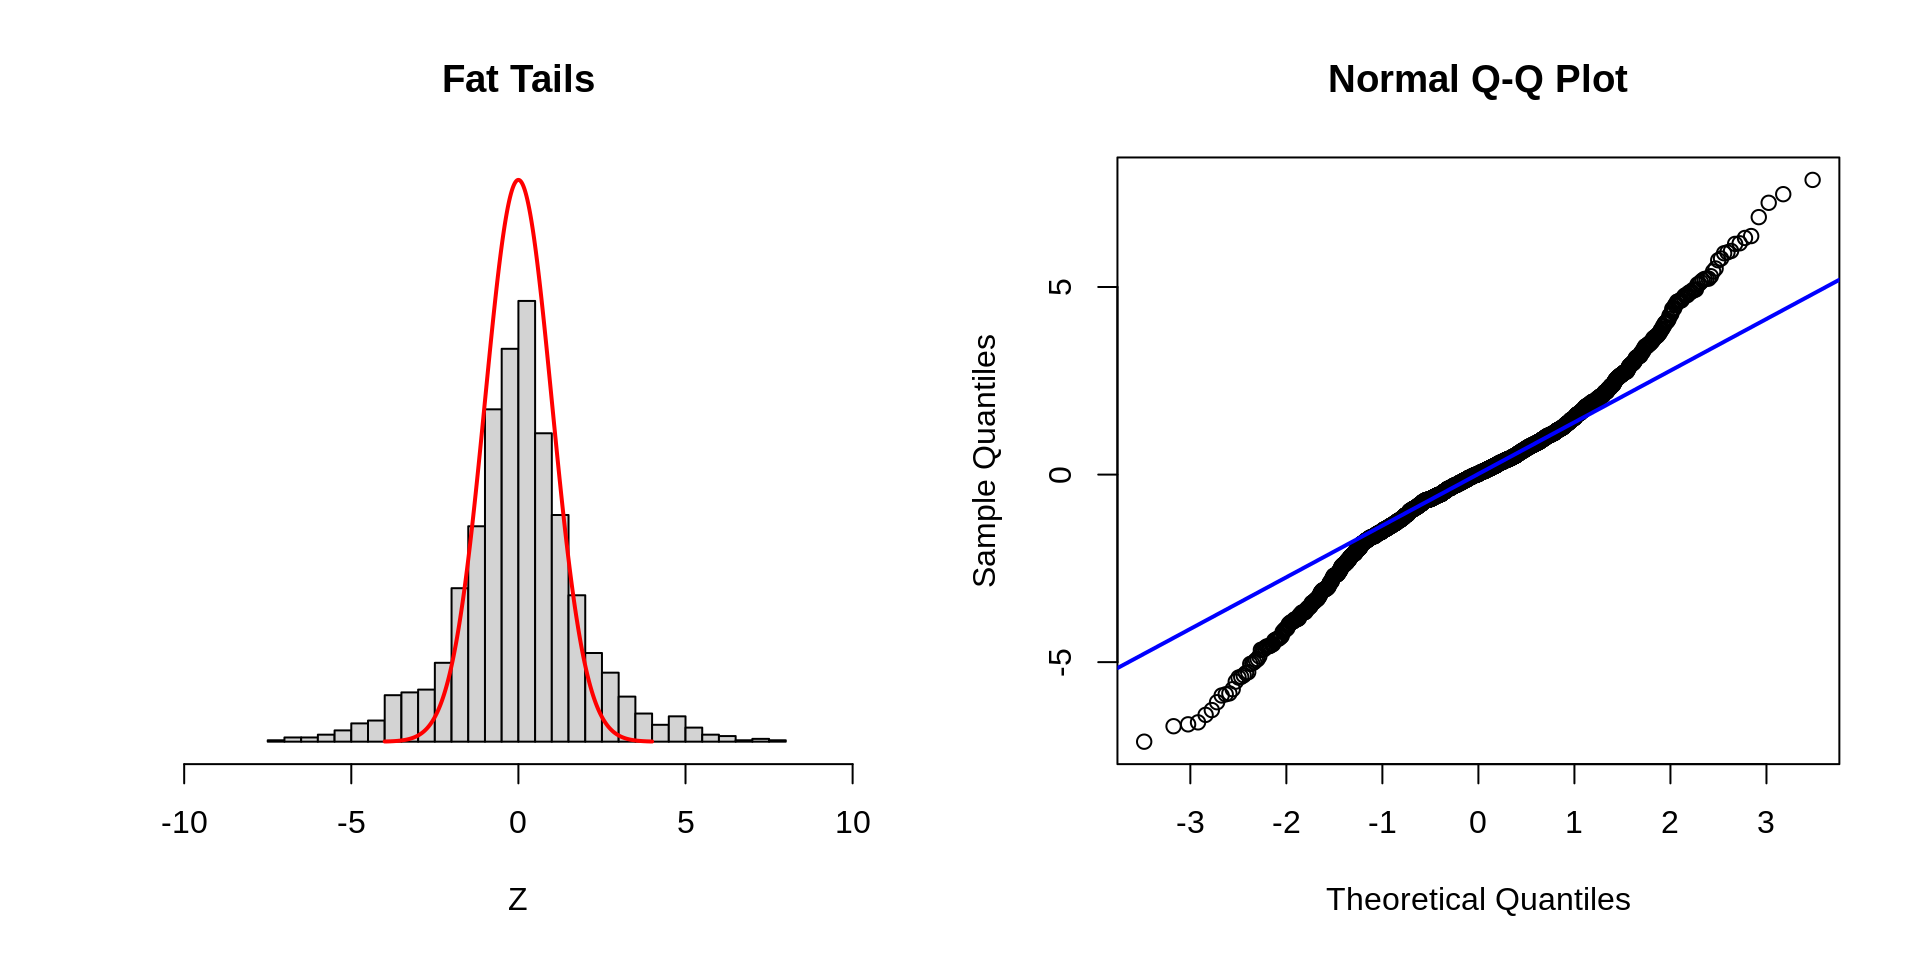 Fat Tails
-10 -5 0 5 10
Z
Normal Q-Q Plot
Sample Quantiles
5
0
-5
-3 -2 -1 0 1 2 3
Theoretical Quantiles